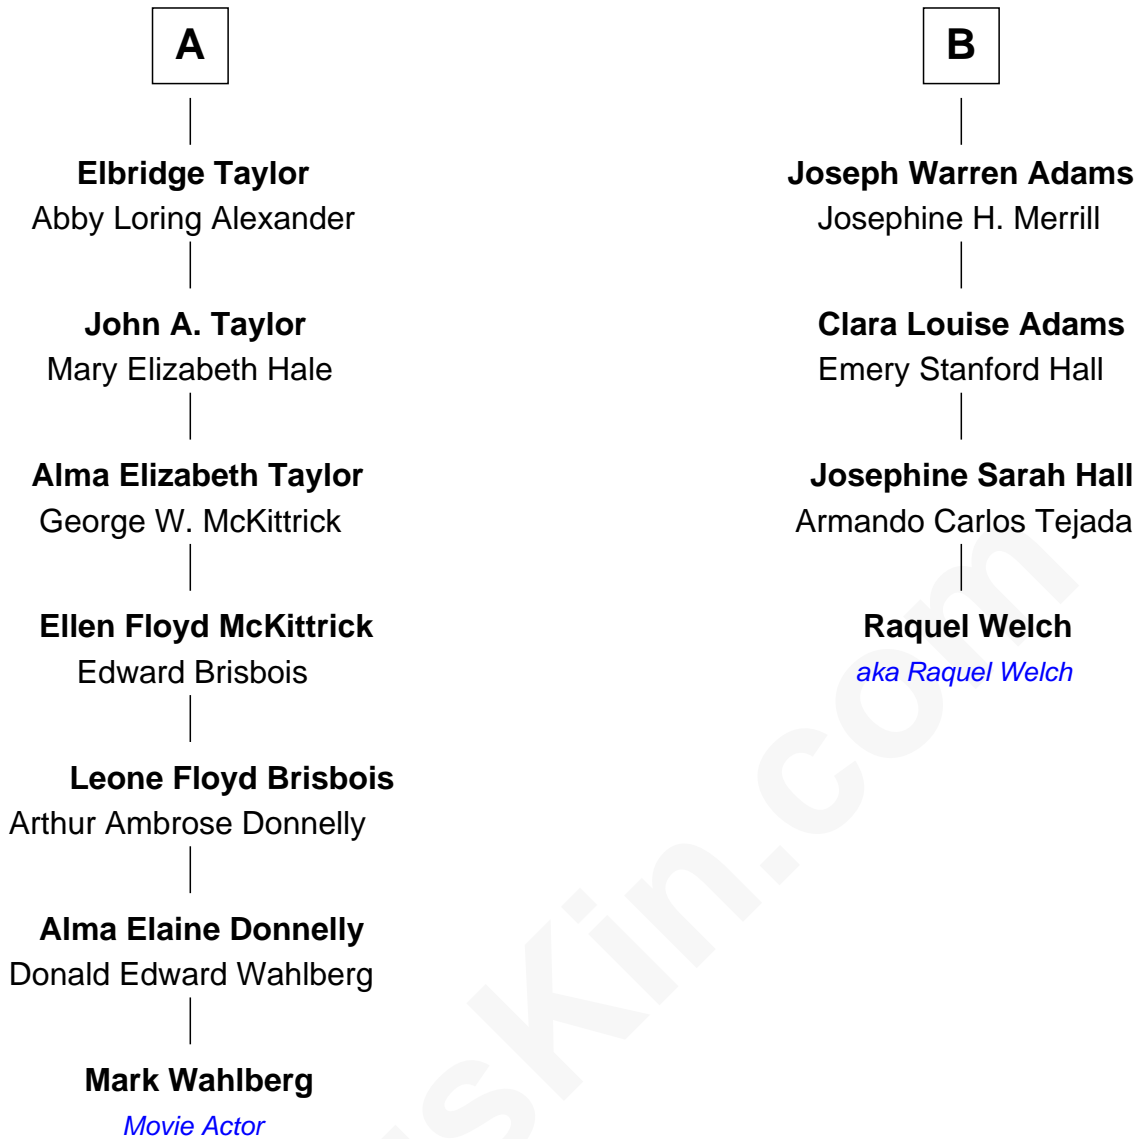 A
Elbridge Taylor
Abby Loring Alexander
John A. Taylor
Mary Elizabeth Hale
Alma Elizabeth Taylor
George W. McKittrick
Ellen Floyd McKittrick
Edward Brisbois
Leone Floyd Brisbois
Arthur Ambrose Donnelly
Alma Elaine Donnelly
Donald Edward Wahlberg
Mark Wahlberg
Movie Actor
B
Joseph Warren Adams
Josephine H. Merrill
Clara Louise Adams
Emery Stanford Hall
Josephine Sarah Hall
Armando Carlos Tejada
Raquel Welch
aka Raquel Welch
sKin.com